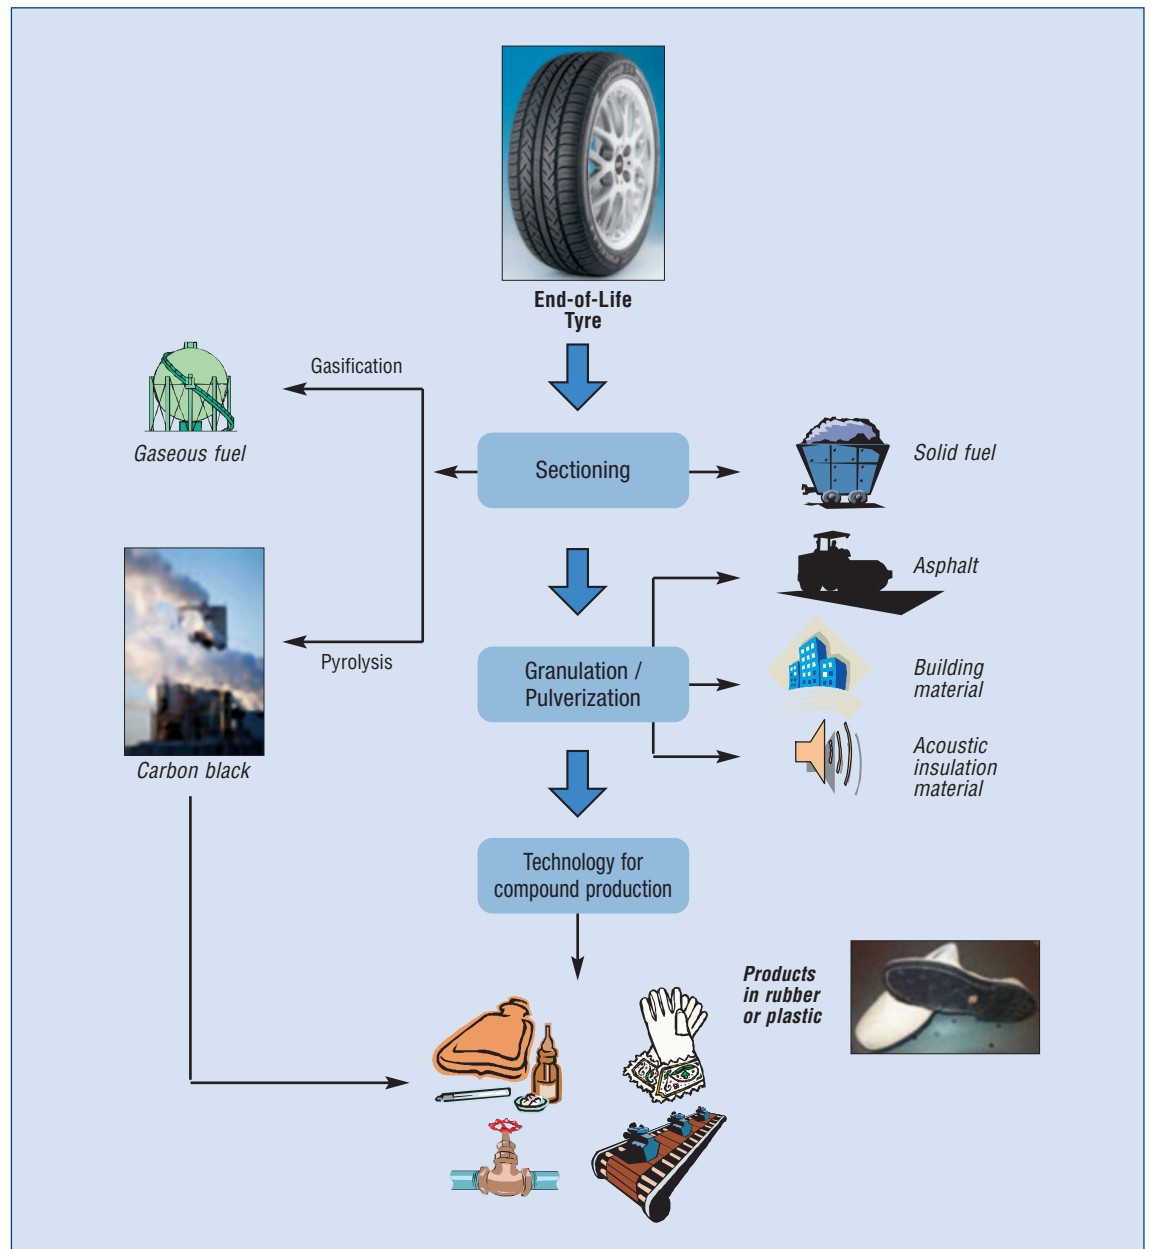 End-of-Life
Tyre
Gasification
Gaseous fuel
Sectioning
Solid fuel
Asphalt
Pyrolysis
Granulation /
Pulverization
Building
material
Carbon black
Acoustic
insulation
material
Technology for
compound production
Products
in rubber
or plastic